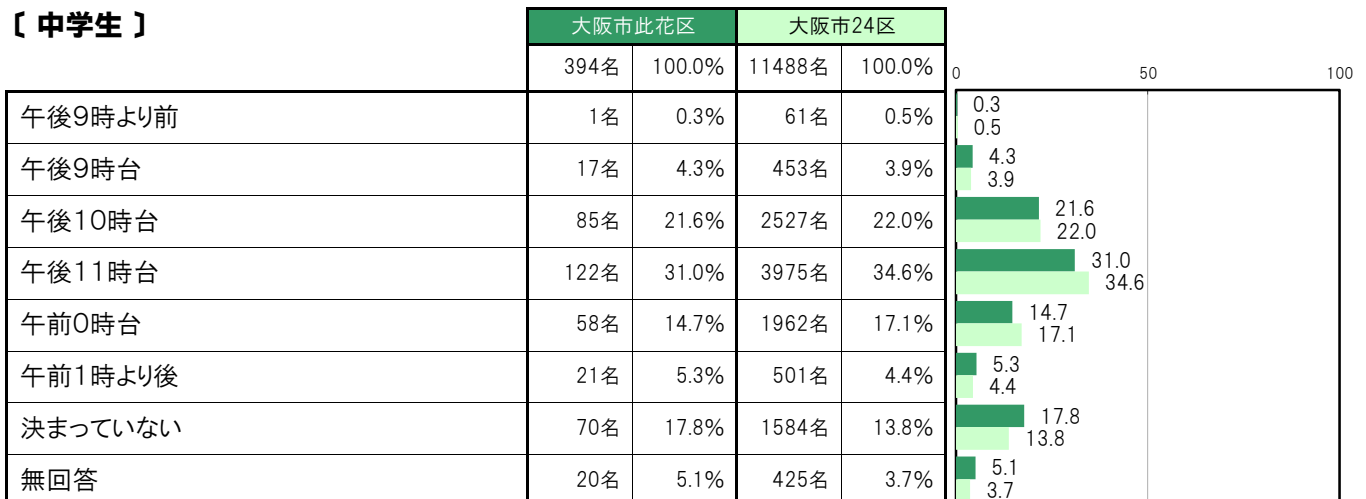 〔 中学生 〕
大阪市此花区 大阪市24区
394名 100.0% 11488名 100.0%
0 50 100
午後9時より前 1名 0.3% 61名 0.5% 0.3
0.5
午後9時台 17名 4.3% 453名 3.9% 4.3
3.9
午後10時台 85名 21.6% 2527名 22.0% 21.6
22.0
午後11時台 122名 31.0% 3975名 34.6% 31.0
34.6
午前0時台 58名 14.7% 1962名 17.1% 14.7
17.1
午前1時より後 21名 5.3% 501名 4.4% 5.3
4.4
決まっていない 70名 17.8% 1584名 13.8% 17.8
13.8
無回答 20名 5.1% 425名 3.7% 5.1
3.7